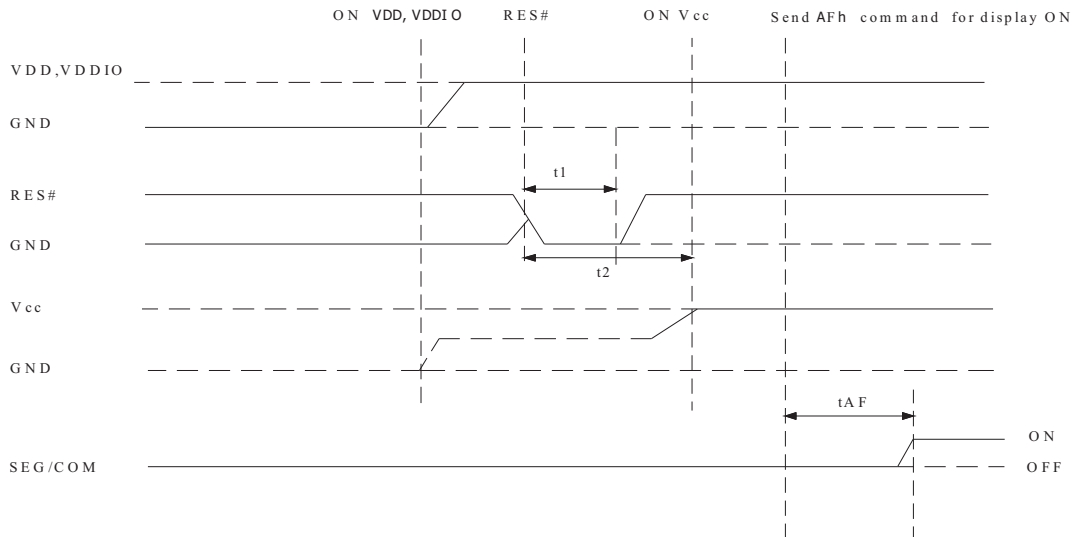 ON VDD, VDDIO RES# ON Vcc Send AFh command for display ON
VDD,VDDIO
GND
t1
RES#
GND
t2
Vcc
GND
tAF
ON
SEG/COM
OFF